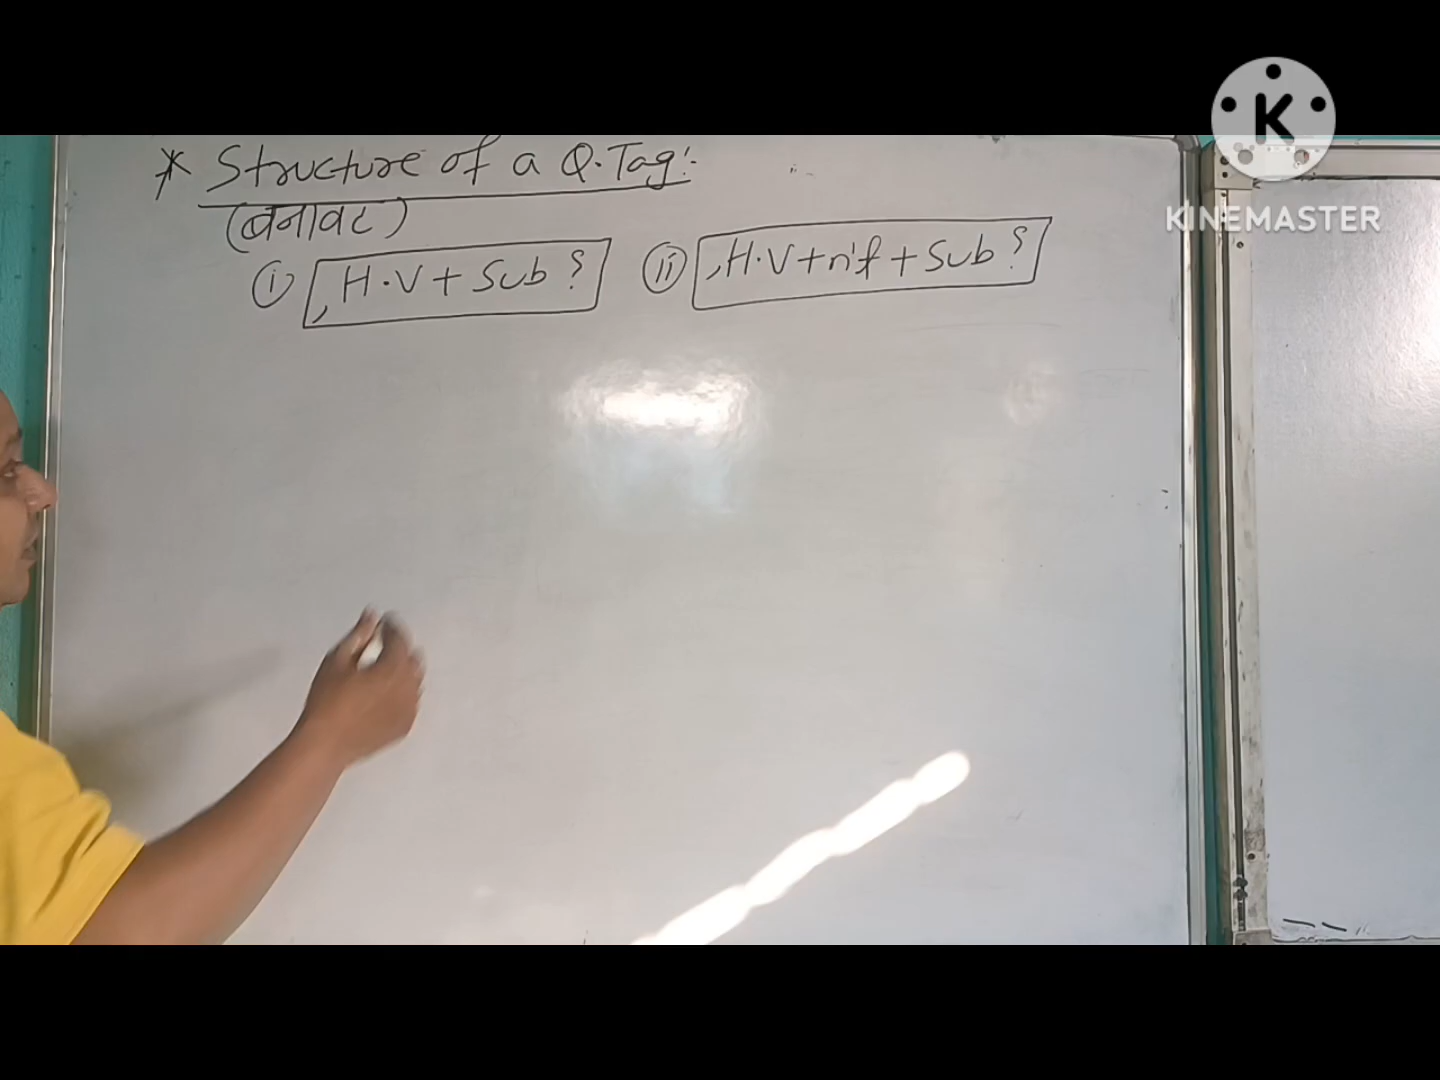 * Structure of a Q.Tag:-
(बनावट)
(i) , H.V + Sub ? (ii) , H.V + n't + Sub ?
K
KINEMASTER